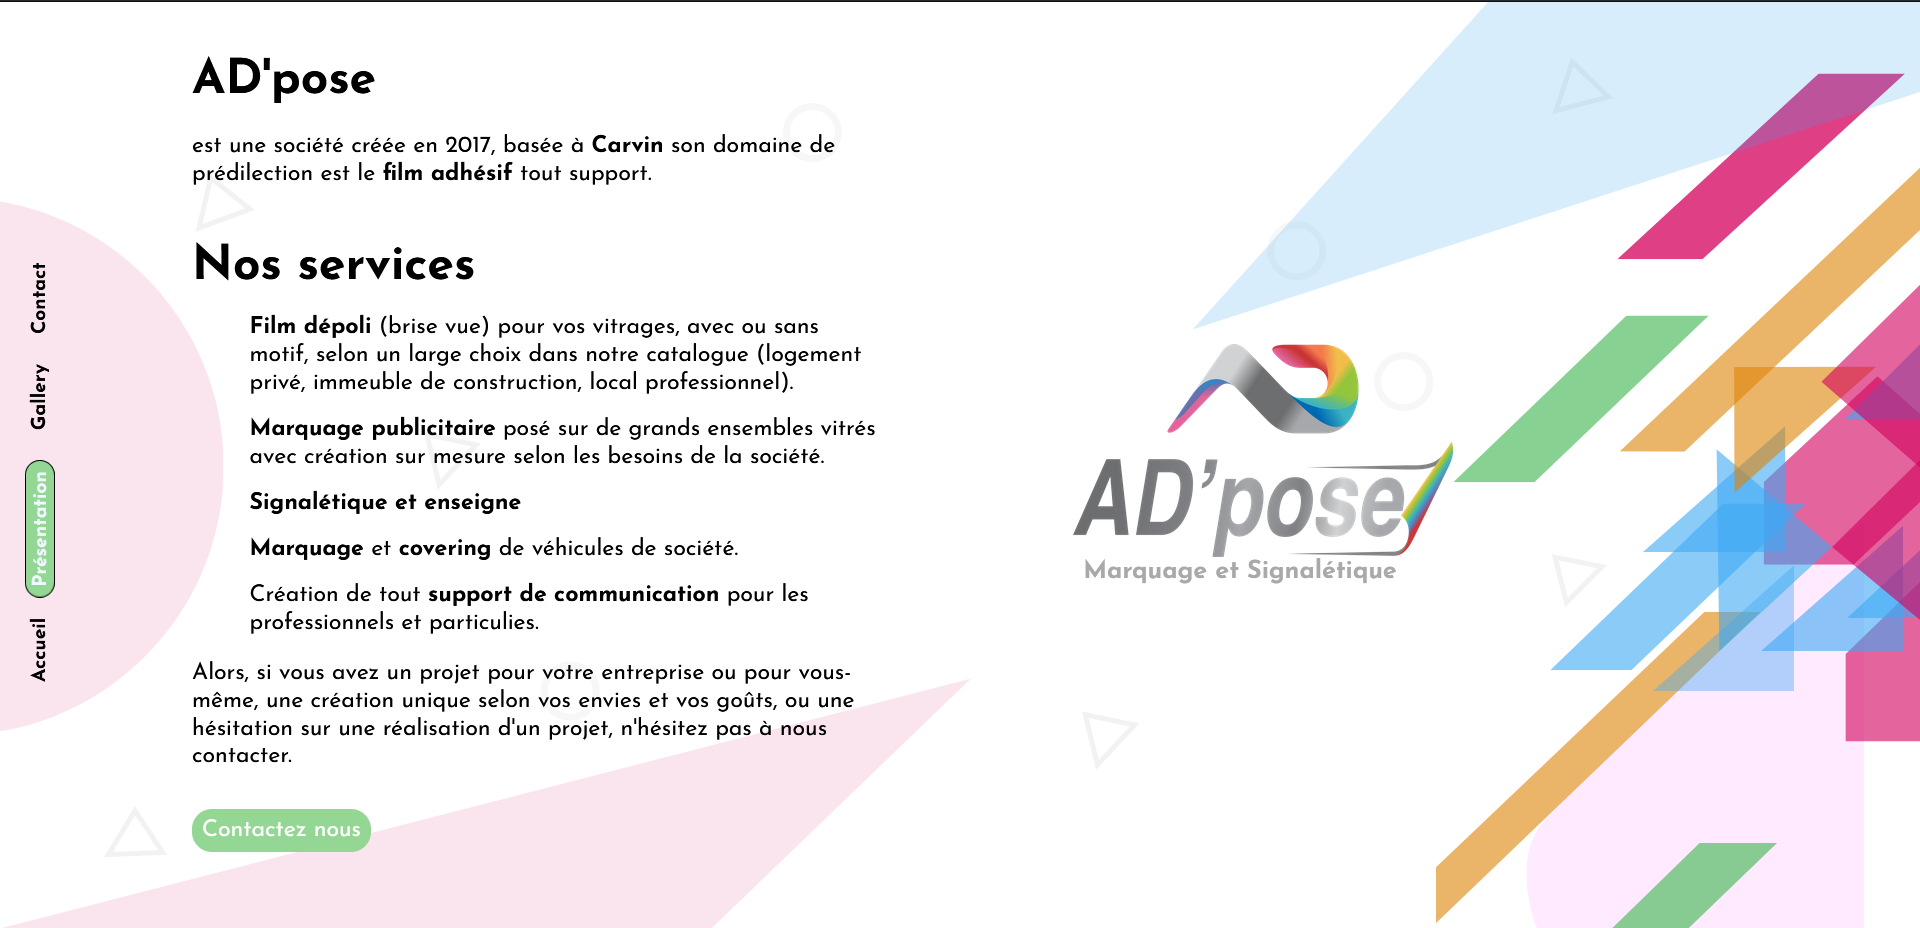 AD'pose
est une société créée en 2017, basée à Carvin son domaine de
prédilection est le film adhésif tout support.
Nos services
Film dépoli (brise vue) pour vos vitrages, avec ou sans
motif, selon un large choix dans notre catalogue (logement
privé, immeuble de construction, local professionnel).
Marquage publicitaire posé sur de grands ensembles vitrés
avec création sur mesure selon les besoins de la société.
Signalétique et enseigne
Marquage et covering de véhicules de société.
Création de tout support de communication pour les
professionnels et particulies.
Alors, si vous avez un projet pour votre entreprise ou pour vous-
même, une création unique selon vos envies et vos goûts, ou une
hésitation sur une réalisation d'un projet, n'hésitez pas à nous
contacter.
Contactez nous
Accueil
Présentation
Gallery
Contact
AD'pose
Marquage et Signalétique